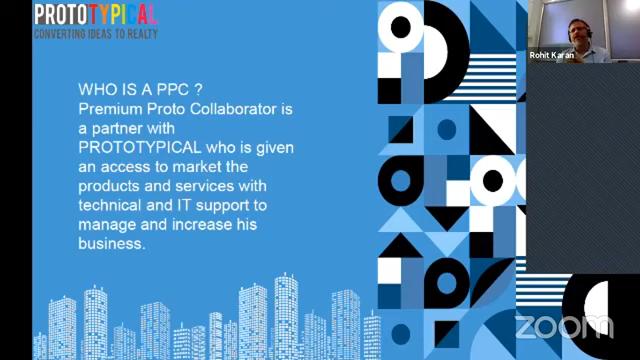 PROTOTYPICAL
CONVERTING IDEAS TO REALTY
Rohit Karan
WHO IS A PPC ?
Premium Proto Collaborator is
a partner with
PROTOTYPICAL who is given
an access to market the
products and services with
technical and IT support to
manage and increase his
business.
zoom